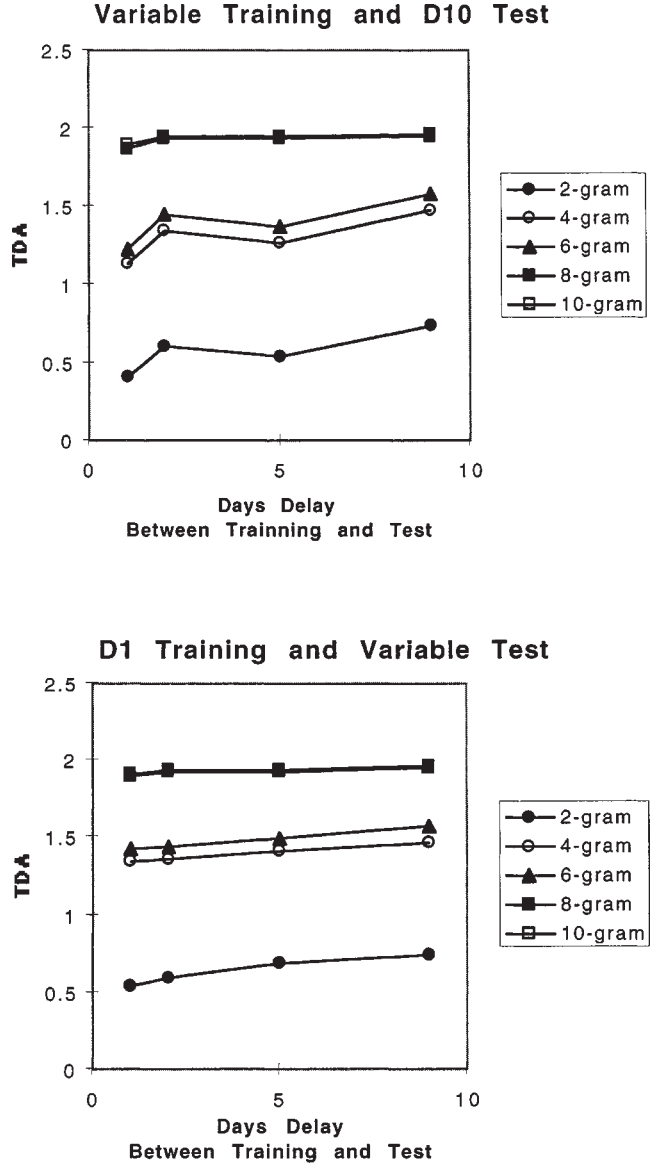 Variable Training and D10 Test
2.5
2
1.5
1
0.5
0
TDA
0 5 10
Days Delay
Between Trainning and Test
2-gram
4-gram
6-gram
8-gram
10-gram
D1 Training and Variable Test
2.5
2
1.5
1
0.5
0
TDA
0 5 10
Days Delay
Between Training and Test
2-gram
4-gram
6-gram
8-gram
10-gram